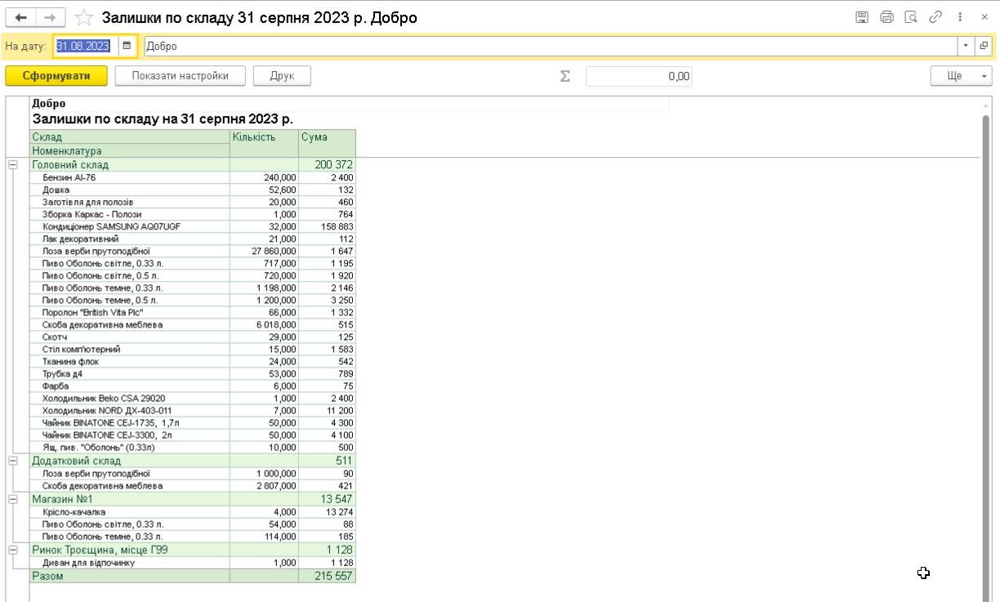 Залишки по складу 31 серпня 2023 р. Добро
На дату: 31.08.2023 Добро
Сформувати Показати настройки Друк Σ 0,00 Ще
Добро
Залишки по складу на 31 серпня 2023 р.
Склад Кількість Сума
Номенклатура
Головний склад 200 372
Бензин АІ-76 240,000 2 400
Дошка 52,600 132
Заготівля для полозів 20,000 460
Зборка Каркас - Полози 1,000 764
Кондиціонер SAMSUNG AQ07UGF 32,000 158 883
Лак декоративний 21,000 112
Лоза верби прутоподібної 27 860,000 1 647
Пиво Оболонь світле, 0.33 л. 717,000 1 195
Пиво Оболонь світле, 0.5 л. 720,000 1 920
Пиво Оболонь темне, 0.33 л. 1 198,000 2 146
Пиво Оболонь темне, 0.5 л. 1 200,000 3 250
Поролон "British Vita Plc" 66,000 1 332
Скоба декоративна меблева 6 018,000 515
Скотч 29,000 125
Стіл комп'ютерний 15,000 1 583
Тканина флок 24,000 542
Трубка д4 53,000 789
Фарба 6,000 75
Холодильник Beko CSA 29020 1,000 2 400
Холодильник NORD ДХ-403-011 7,000 11 200
Чайник BINATONE CEJ-1735, 1,7л 50,000 4 300
Чайник BINATONE CEJ-3300, 2л 50,000 4 100
Ящ. пив. "Оболонь" (0.33л) 10,000 500
Додатковий склад 511
Лоза верби прутоподібної 1 000,000 90
Скоба декоративна меблева 2 807,000 421
Магазин №1 13 547
Крісло-качалка 4,000 13 274
Пиво Оболонь світле, 0.33 л. 54,000 88
Пиво Оболонь темне, 0.33 л. 114,000 185
Ринок Троєщина, місце Г99 1 128
Диван для відпочинку 1,000 1 128
Разом 215 557